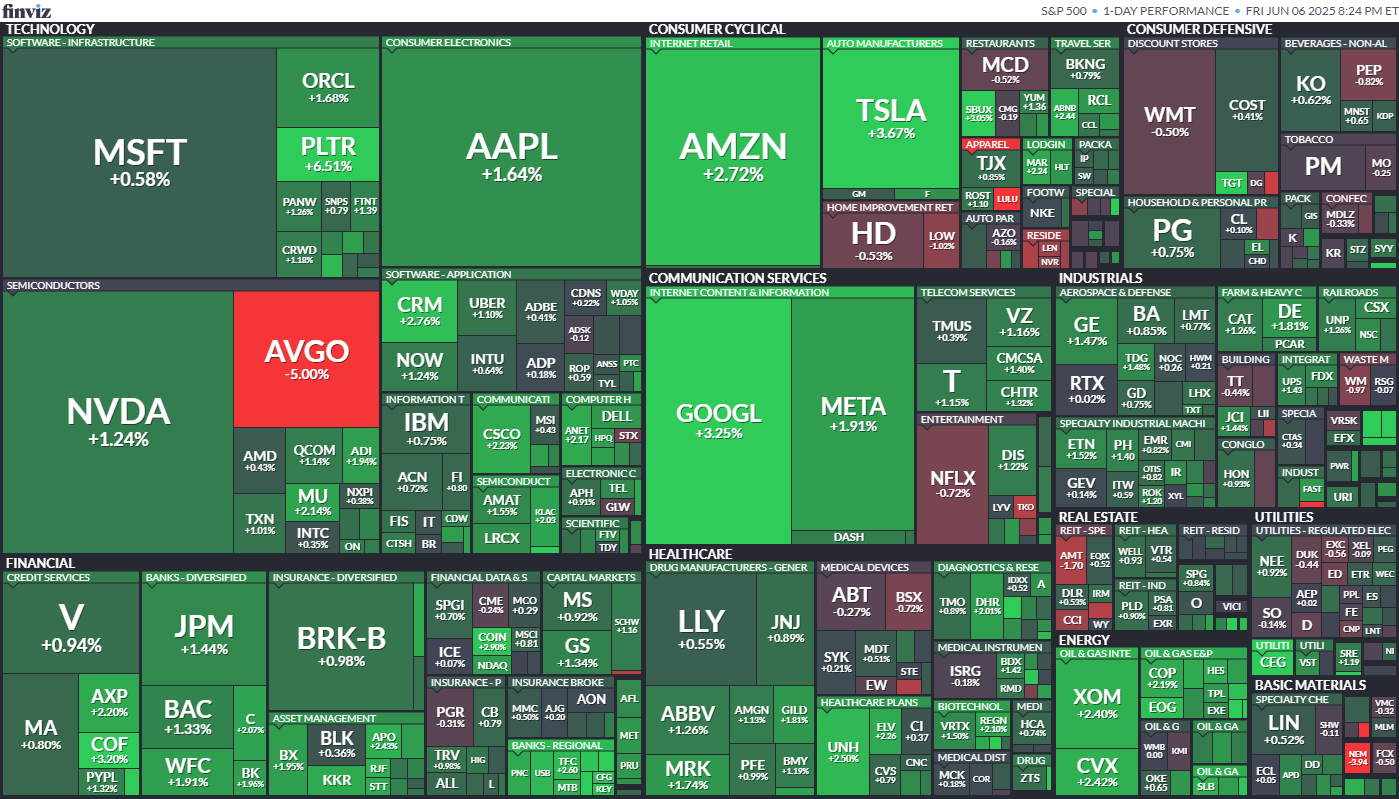 finviz
S&P 500 • 1-DAY PERFORMANCE • FRI JUN 06 2025 8:24 PM ET
TECHNOLOGY
SOFTWARE - INFRASTRUCTURE
MSFT
+0.58%
ORCL
+1.68%
PLTR
+6.51%
PANW
+1.26%
SNPS
+0.79
FTNT
+1.39
CRWD
+1.18%
CONSUMER ELECTRONICS
AAPL
+1.64%
SEMICONDUCTORS
NVDA
+1.24%
AVGO
-5.00%
AMD
+0.43%
QCOM
+1.14%
ADI
+1.94%
TXN
+1.01%
MU
+2.14%
NXPI
+0.38%
INTC
+0.35%
ON
SOFTWARE - APPLICATION
CRM
+2.76%
UBER
+1.10%
ADBE
+0.41%
CDNS
+0.22%
WDAY
+1.05%
NOW
+1.24%
INTU
+0.64%
ADP
+0.18%
ADSK
-0.12
ROP
+0.59
ANSS
PTC
TYL
INFORMATION T
IBM
+0.75%
ACN
+0.72%
FI
+0.80
FIS
IT
CDW
CTSH
BR
COMMUNICATI
CSCO
+2.23%
MSI
+0.43
COMPUTER H
ANET
+2.17
DELL
HPQ
STX
SEMICONDUCT
AMAT
+1.55%
KLAC
+2.03
LRCX
ELECTRONIC C
APH
+0.91%
TEL
GLW
SCIENTIFIC
FTV
TDY
CONSUMER CYCLICAL
INTERNET RETAIL
AMZN
+2.72%
AUTO MANUFACTURERS
TSLA
+3.67%
GM
F
HOME IMPROVEMENT RET
HD
-0.53%
LOW
-1.02%
RESTAURANTS
MCD
-0.52%
SBUX
+3.05%
CMG
-0.19
YUM
+1.36
TRAVEL SER
BKNG
+0.79%
ABNB
+2.44
RCL
CCL
APPAREL
TJX
+0.85%
ROST
+1.10
LULU
LODGIN
MAR
+2.24
HLT
PACKA
IP
SW
AUTO PAR
AZO
-0.16%
FOOTW
NKE
SPECIAL
RESIDE
LEN
NVR
CONSUMER DEFENSIVE
DISCOUNT STORES
WMT
-0.50%
COST
+0.41%
TGT
DG
BEVERAGES - NON-AL
KO
+0.62%
PEP
-0.82%
MNST
+0.65
KDP
TOBACCO
PM
MO
-0.25
HOUSEHOLD & PERSONAL PR
PG
+0.75%
CL
+0.10%
EL
CHD
PACK
GIS
K
CONFEC
MDLZ
-0.33%
KR
STZ
SYY
COMMUNICATION SERVICES
INTERNET CONTENT & INFORMATION
GOOGL
+3.25%
META
+1.91%
DASH
TELECOM SERVICES
TMUS
+0.39%
VZ
+1.16%
T
+1.15%
CMCSA
+1.40%
CHTR
+1.32%
ENTERTAINMENT
NFLX
-0.72%
DIS
+1.22%
LYV
TKO
INDUSTRIALS
AEROSPACE & DEFENSE
GE
+1.47%
BA
+0.85%
LMT
+0.77%
RTX
+0.02%
TDG
+1.48%
NOC
+0.26
HWM
+0.21
GD
+0.75%
LHX
TXT
FARM & HEAVY C
CAT
+1.26%
DE
+1.81%
PCAR
RAILROADS
UNP
+1.26%
CSX
NSC
BUILDING
TT
-0.44%
JCI
+1.44%
LII
INTEGRAT
UPS
+1.43
FDX
WASTE M
WM
-0.97
RSG
-0.07
SPECIALTY INDUSTRIAL MACHI
ETN
+1.52%
PH
+1.40
EMR
+0.82%
CMI
GEV
+0.14%
ITW
+0.59
OTIS
+0.82
IR
ROK
+1.20
XYL
CONGLO
HON
+0.93%
SPECIA
CTAS
+0.34
VRSK
EFX
INDUST
FAST
PWR
URI
FINANCIAL
CREDIT SERVICES
V
+0.94%
MA
+0.80%
AXP
+2.20%
COF
+3.20%
PYPL
+1.32%
BANKS - DIVERSIFIED
JPM
+1.44%
BAC
+1.33%
C
+2.07%
WFC
+1.91%
BK
+1.96%
INSURANCE - DIVERSIFIED
BRK-B
+0.98%
ASSET MANAGEMENT
BX
+1.95%
BLK
+0.36%
APO
+2.43%
KKR
RJF
STT
FINANCIAL DATA & S
SPGI
+0.70%
CME
-0.24%
MCO
+0.29
ICE
+0.07%
COIN
+2.90%
MSCI
+0.81
NDAQ
CAPITAL MARKETS
MS
+0.92%
GS
+1.34%
SCHW
+1.16
INSURANCE - P
PGR
-0.31%
CB
+0.79
TRV
+0.98%
HIG
ALL
L
INSURANCE BROKE
MMC
+0.50%
AJG
+0.20
AON
BANKS - REGIONAL
PNC
USB
TFC
+2.60
MTB
CFG
KEY
AFL
MET
PRU
HEALTHCARE
DRUG MANUFACTURERS - GENER
LLY
+0.55%
JNJ
+0.89%
ABBV
+1.26%
AMGN
+1.13%
GILD
+1.81%
MRK
+1.74%
PFE
+0.99%
BMY
+1.19%
MEDICAL DEVICES
ABT
-0.27%
BSX
-0.72%
SYK
+0.21%
MDT
+0.51%
STE
EW
HEALTHCARE PLANS
UNH
+2.50%
ELV
+2.26
CI
+0.37
CVS
+0.79
CNC
DIAGNOSTICS & RESE
TMO
+0.89%
DHR
+2.01%
IDXX
+0.52
A
MEDICAL INSTRUMEN
ISRG
-0.18%
BDX
+1.42
RMD
BIOTECHNOL
VRTX
+1.50%
REGN
+2.10%
MEDI
HCA
+0.74%
MEDICAL DIST
MCK
+0.18%
COR
DRUG
ZTS
REAL ESTATE
REIT - SPE
AMT
-1.70
EQIX
+0.52
DLR
+0.53%
IRM
CCI
WY
REIT - HEA
WELL
+0.93
VTR
+0.54
REIT - RESID
SPG
+0.84%
REIT - IND
PLD
+0.90%
PSA
+0.81
EXR
O
VICI
ENERGY
OIL & GAS INTE
XOM
+2.40%
CVX
+2.42%
OIL & GAS E&P
COP
+2.19%
HES
EOG
TPL
EXE
OIL & G
WMB
0.00
KMI
OKE
+0.65
OIL & GA
OIL & GA
SLB
UTILITIES
UTILITIES - REGULATED ELEC
NEE
+0.92%
DUK
-0.44
EXC
-0.56
XEL
-0.09
PEG
ED
ETR
WEC
SO
-0.14%
AEP
+0.02
PPL
ES
D
FE
CNP
LNT
UTILITI
CEG
UTILI
VST
SRE
+1.19
NI
BASIC MATERIALS
SPECIALTY CHE
LIN
+0.52%
SHW
-0.11
ECL
+0.05
APD
DD
VMC
-0.32
MLM
NEM
-3.94
FCX
-0.50